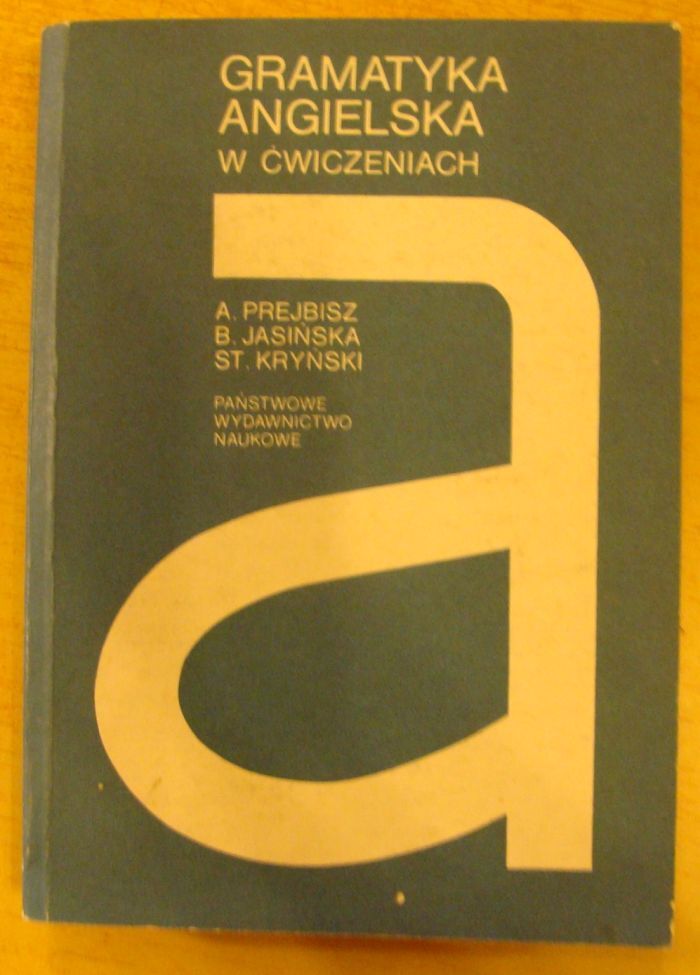 GRAMATYKA
ANGIELSKA
W ĆWICZENIACH
A. PREJBISZ
B. JASIŃSKA
ST. KRYŃSKI
PAŃSTWOWE
WYDAWNICTWO
NAUKOWE
a